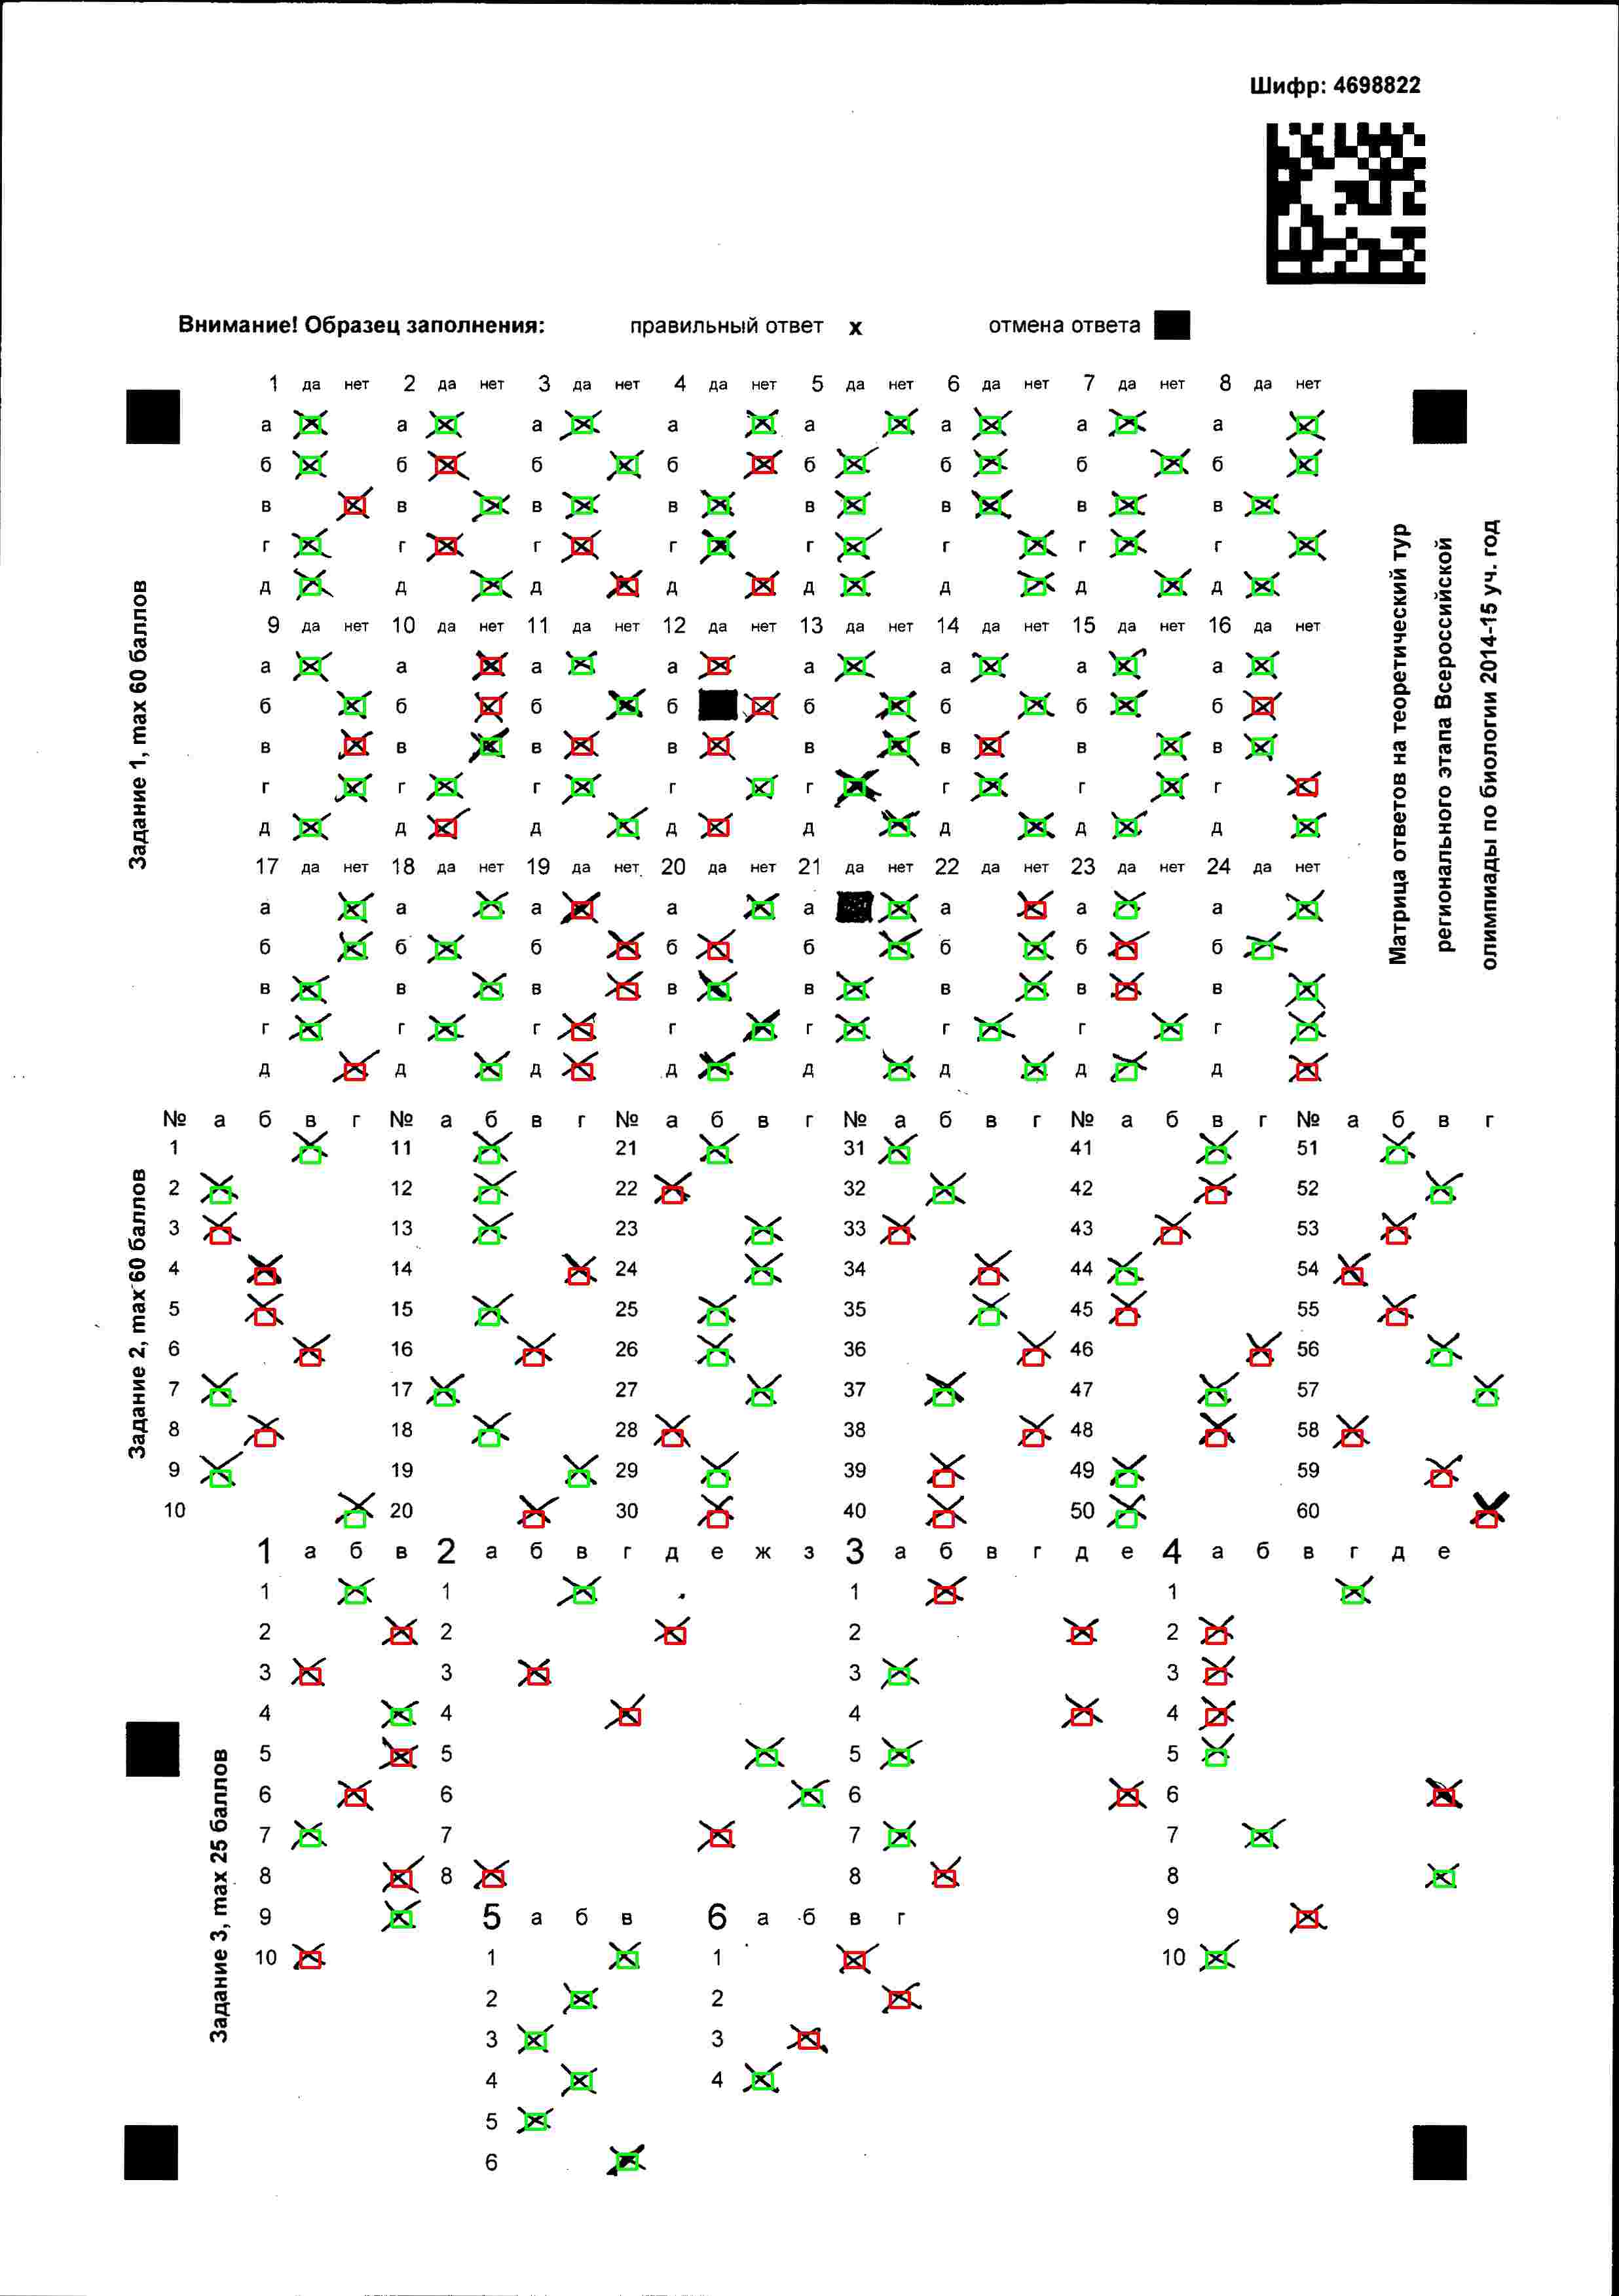 Шифр: 4698822
Внимание! Образец заполнения: правильный ответ х отмена ответа
1 да нет 2 да нет 3 да нет 4 да нет 5 да нет 6 да нет 7 да нет 8 да нет
а а а а а а а а
б б б б б б б б
в в в в в в в в
г г г г г г г г
д д д д д д д д
9 да нет 10 да нет 11 да нет 12 да нет 13 да нет 14 да нет 15 да нет 16 да нет
а а а а а а а а
б б б б б б б б
в в в в в в в в
г г г г г г г г
д д д д д д д д
17 да нет 18 да нет 19 да нет 20 да нет 21 да нет 22 да нет 23 да нет 24 да нет
а а а а а а а а
б б б б б б б б
в в в в в в в в
г г г г г г г г
д д д д д д д д
Задание 1, max 60 баллов
Матрица ответов на теоретический тур
регионального этапа Всероссийской
олимпиады по биологии 2014-15 уч. год
№ а б в г № а б в г № а б в г № а б в г № а б в г № а б в г
1 11 21 31 41 51
2 12 22 32 42 52
3 13 23 33 43 53
4 14 24 34 44 54
5 15 25 35 45 55
6 16 26 36 46 56
7 17 27 37 47 57
8 18 28 38 48 58
9 19 29 39 49 59
10 20 30 40 50 60
Задание 2, max 60 баллов
1 а б в 2 а б в г д е ж з 3 а б в г д е 4 а б в г д е
1 1 1 1
2 2 2 2
3 3 3 3
4 4 4 4
5 5 5 5
6 6 6 6
7 7 7 7
8 8 8 8
9 5 а б в 6 а б в г 9
10 1 1 10
2 2
3 3
4 4
5
6
Задание 3, max 25 баллов